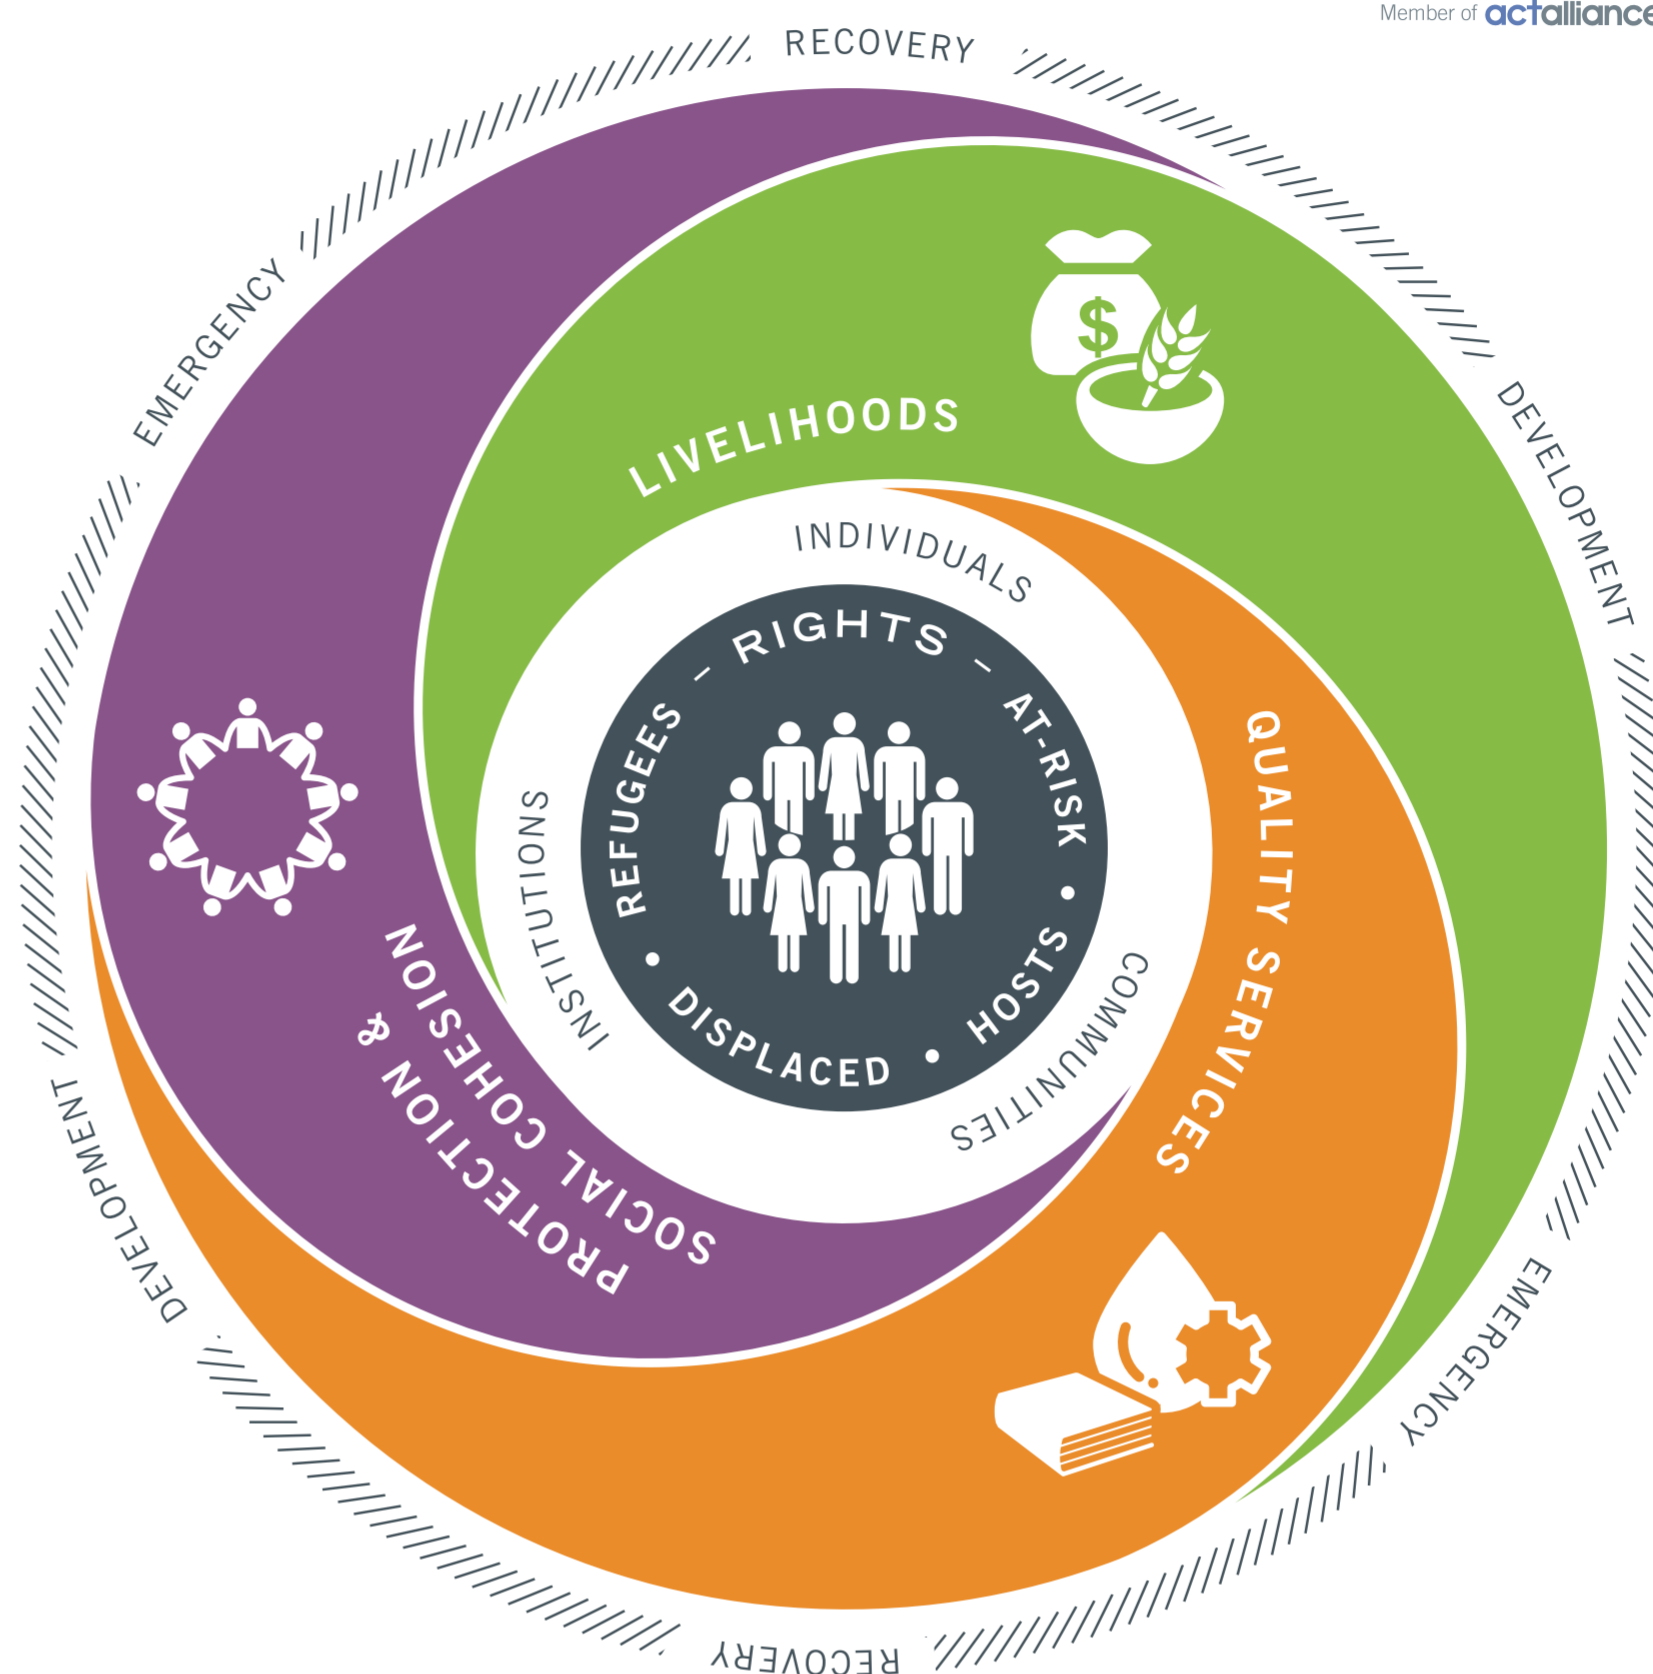 Member of actalliance
RECOVERY
DEVELOPMENT
EMERGENCY
RECOVERY
DEVELOPMENT
EMERGENCY
LIVELIHOODS
$
QUALITY SERVICES
PROTECTION &
SOCIAL COHESION
INDIVIDUALS
COMMUNITIES
INSTITUTIONS
REFUGEES – RIGHTS – AT-RISK • HOSTS • DISPLACED •